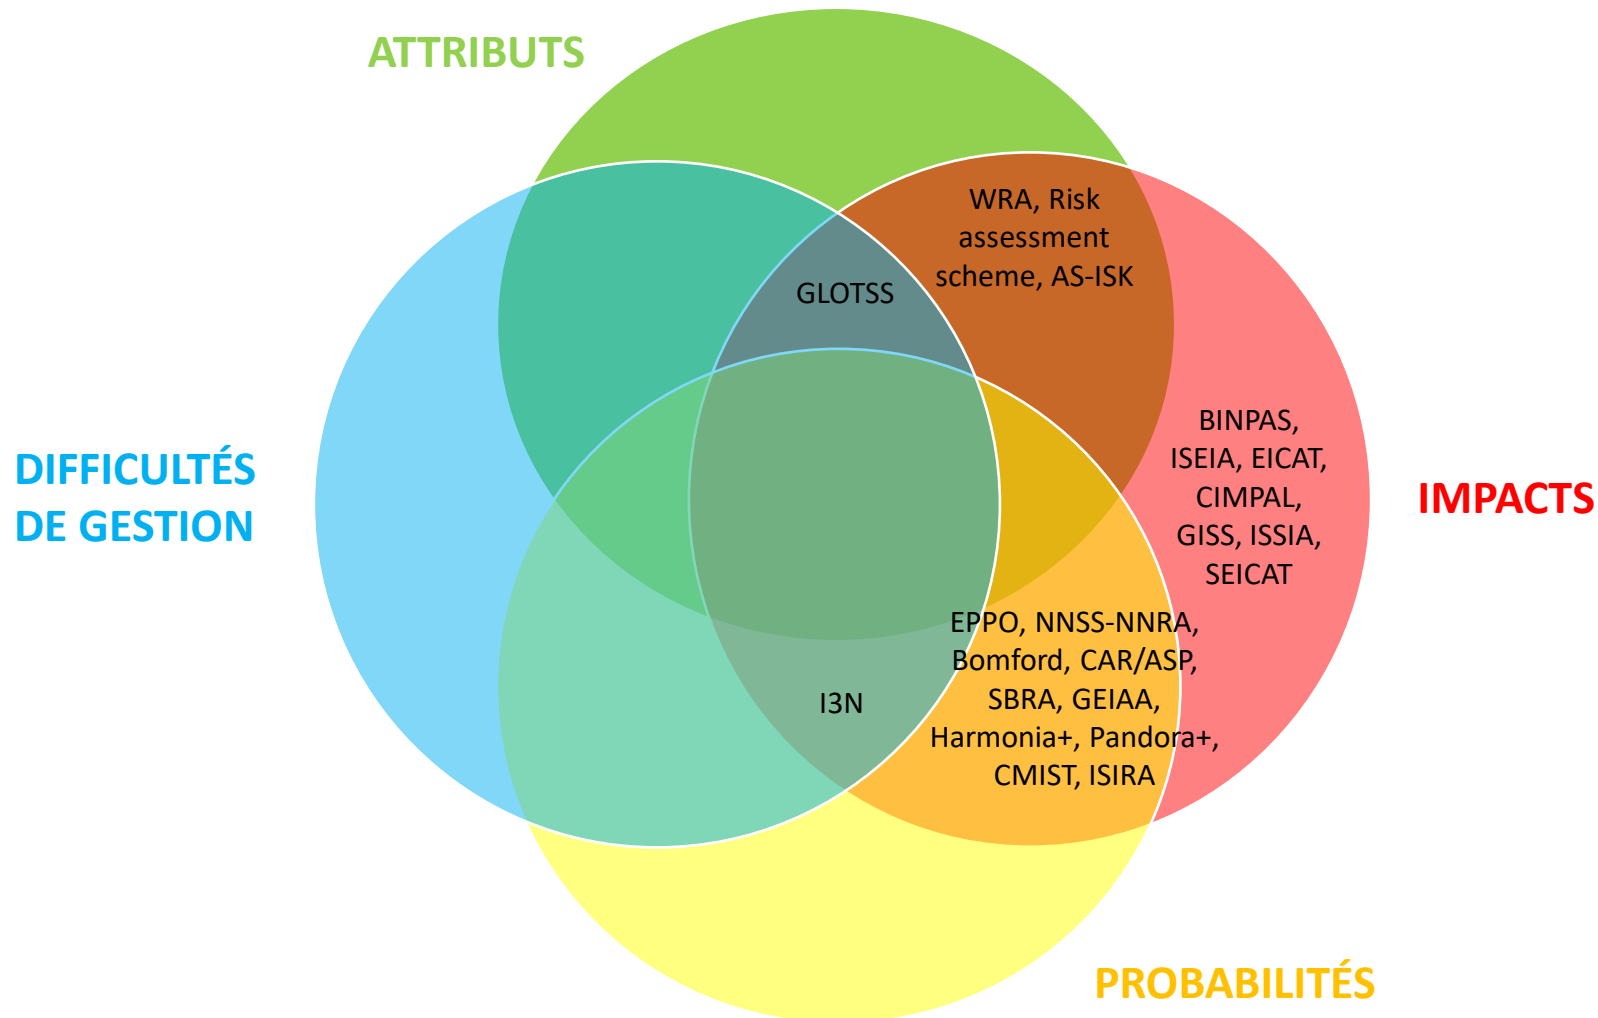 ATTRIBUTS
WRA, Risk
assessment
scheme, AS-ISK
GLOTSS
DIFFICULTÉS
DE GESTION
BINPAS,
ISEIA, EICAT,
CIMPAL,
GISS, ISSIA,
SEICAT
IMPACTS
EPPO, NNSS-NNRA,
Bomford, CAR/ASP,
SBRA, GEIAA,
Harmonia+, Pandora+,
CMIST, ISIRA
I3N
PROBABILITÉS